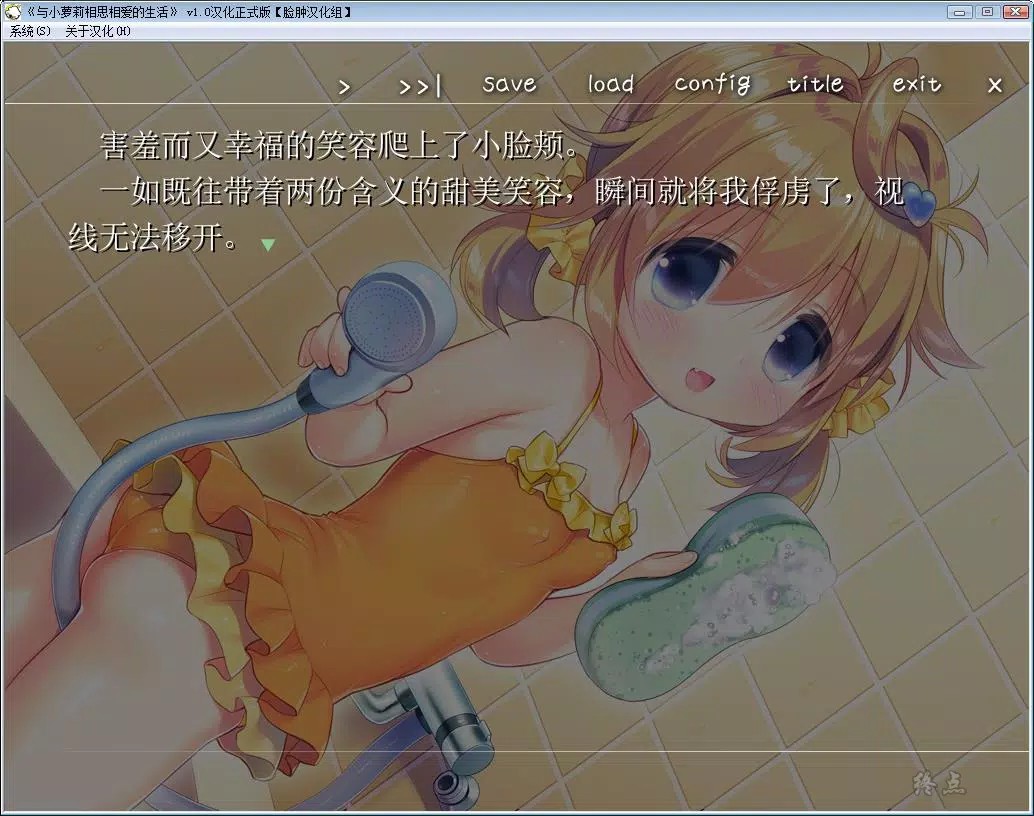 《与小萝莉相思相爱的生活》 v1.0汉化正式版【脸肿汉化组】
系统(S) 关于汉化(H)
> >>| save load config title exit x
害羞而又幸福的笑容爬上了小脸颊。
一如既往带着两份含义的甜美笑容，瞬间就将我俘虏了，视
线无法移开。
终点